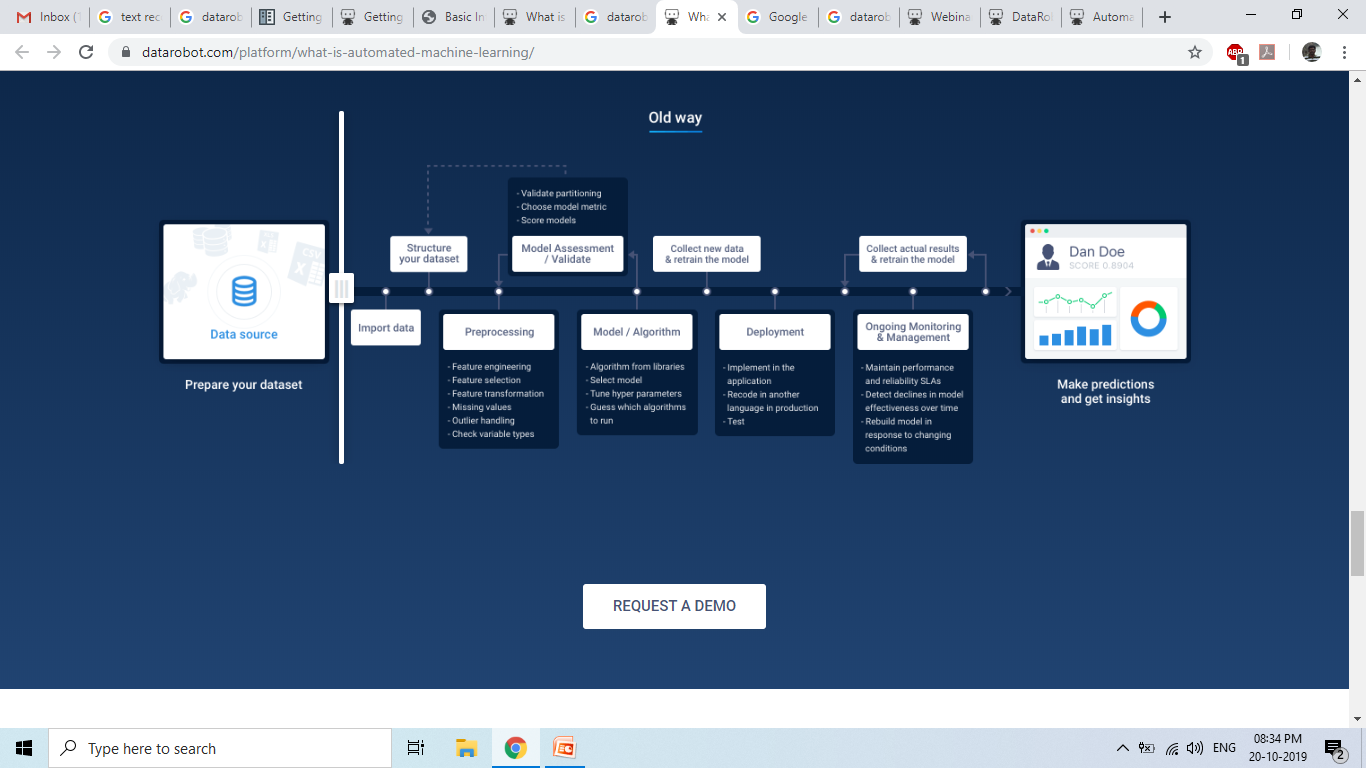 Inbox (1
text rec
datarob
Getting
Getting
Basic In
What is
datarob
Wha
Google
datarob
Webina
DataRo
Automa
datarobot.com/platform/what-is-automated-machine-learning/
ABP
1
Old way
- Validate partitioning
- Choose model metric
- Score models
Structure
your dataset
Model Assessment
/ Validate
Collect new data
& retrain the model
Collect actual results
& retrain the model
CSV
Data source
Prepare your dataset
Import data
Preprocessing
- Feature engineering
- Feature selection
- Feature transformation
- Missing values
- Outlier handling
- Check variable types
Model / Algorithm
- Algorithm from libraries
- Select model
- Tune hyper parameters
- Guess which algorithms
to run
Deployment
- Implement in the
application
- Recode in another
language in production
- Test
Ongoing Monitoring
& Management
- Maintain performance
and reliability SLAs
- Detect declines in model
effectiveness over time
- Rebuild model in
response to changing
conditions
Dan Doe
SCORE 0.8904
Make predictions
and get insights
REQUEST A DEMO
Type here to search
ENG
08:34 PM
20-10-2019
2